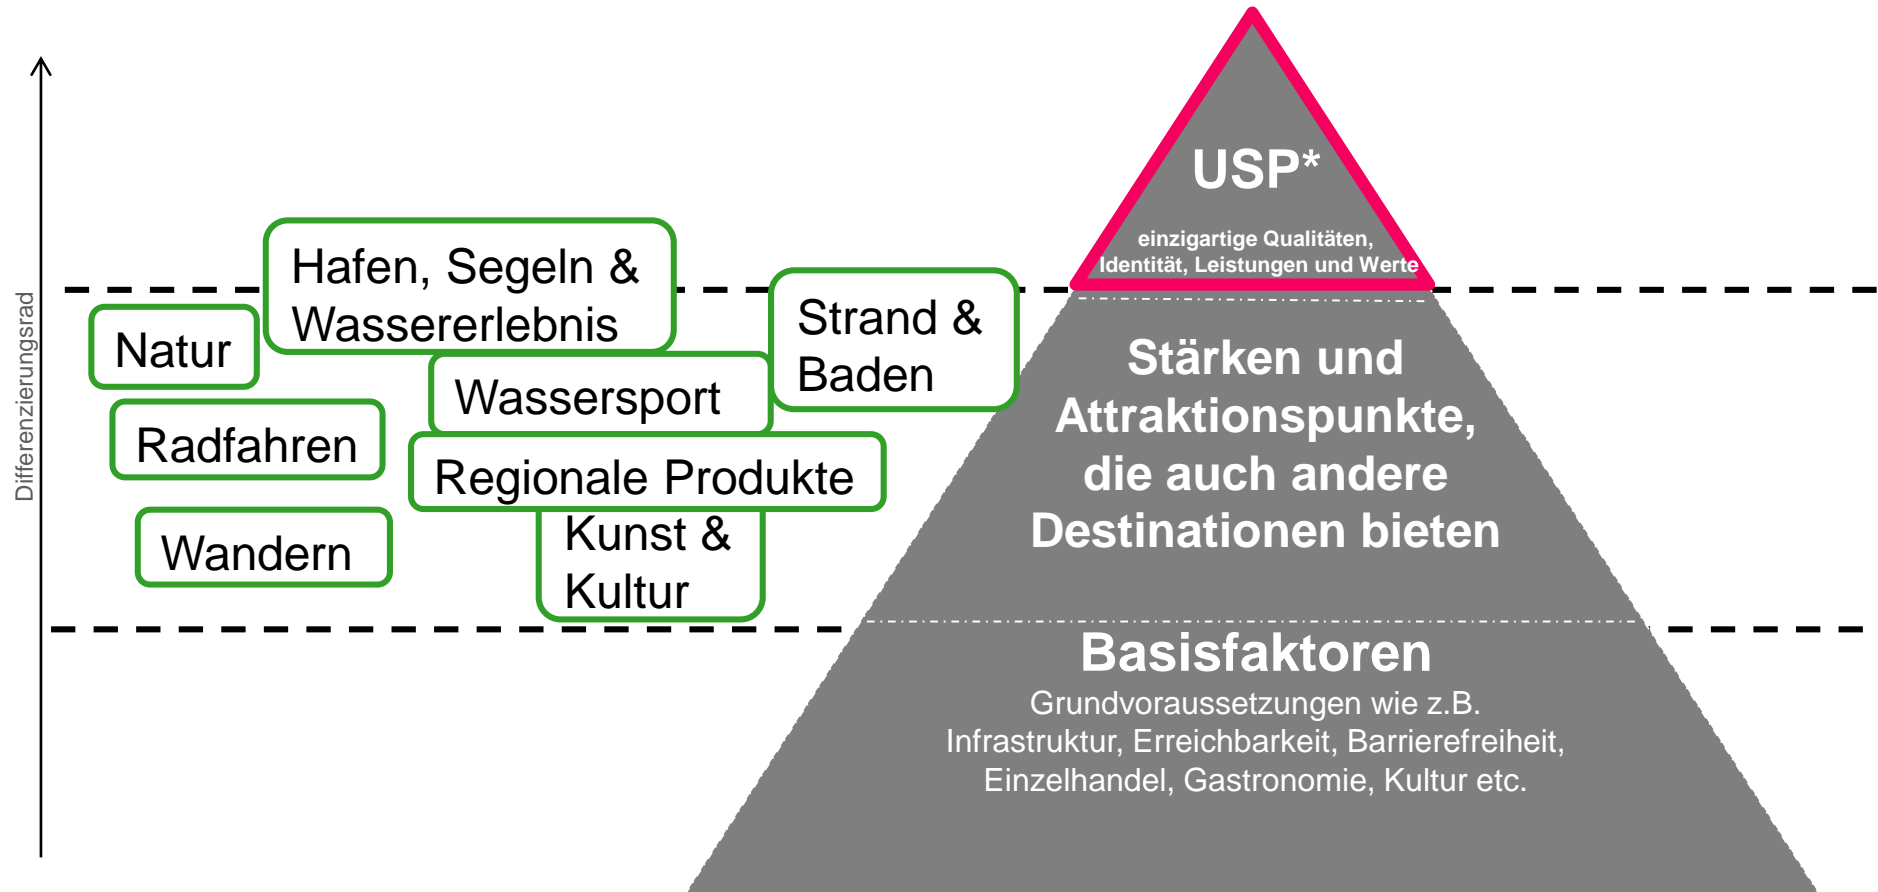 Differenzierungsrad
Hafen, Segeln &
Wassererlebnis
Natur
Strand &
Baden
Wassersport
Radfahren
Regionale Produkte
Wandern
Kunst &
Kultur
USP*
einzigartige Qualitäten,
Identität, Leistungen und Werte
Stärken und
Attraktionspunkte,
die auch andere
Destinationen bieten
Basisfaktoren
Grundvoraussetzungen wie z.B.
Infrastruktur, Erreichbarkeit, Barrierefreiheit,
Einzelhandel, Gastronomie, Kultur etc.